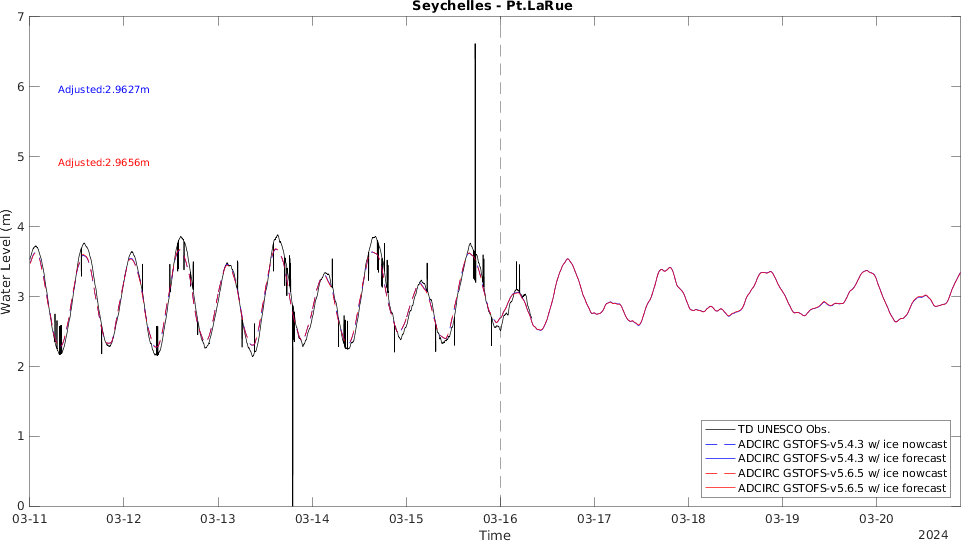 Seychelles - Pt.LaRue
7
6
5
4
3
2
1
0
Water Level (m)
Adjusted:2.9627m
Adjusted:2.9656m
TD UNESCO Obs.
ADCIRC GSTOFS-v5.4.3 w/ ice nowcast
ADCIRC GSTOFS-v5.4.3 w/ ice forecast
ADCIRC GSTOFS-v5.6.5 w/ ice nowcast
ADCIRC GSTOFS-v5.6.5 w/ ice forecast
03-11 03-12 03-13 03-14 03-15 03-16 03-17 03-18 03-19 03-20
Time
2024